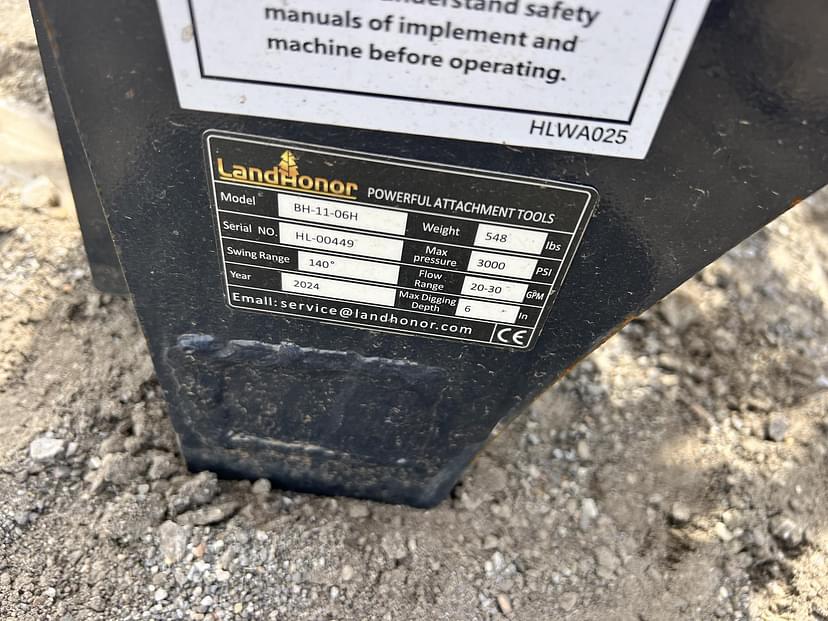 understand safety
manuals of implement and
machine before operating.
HLWA025
LandHonor POWERFUL ATTACHMENT TOOLS
Model BH-11-06H Weight 548 lbs
Serial NO. HL-00449 Max pressure 3000 PSI
Swing Range 140° Flow Range 20-30 GPM
Year 2024 Max Digging Depth 6 In
Email: service@landhonor.com CE